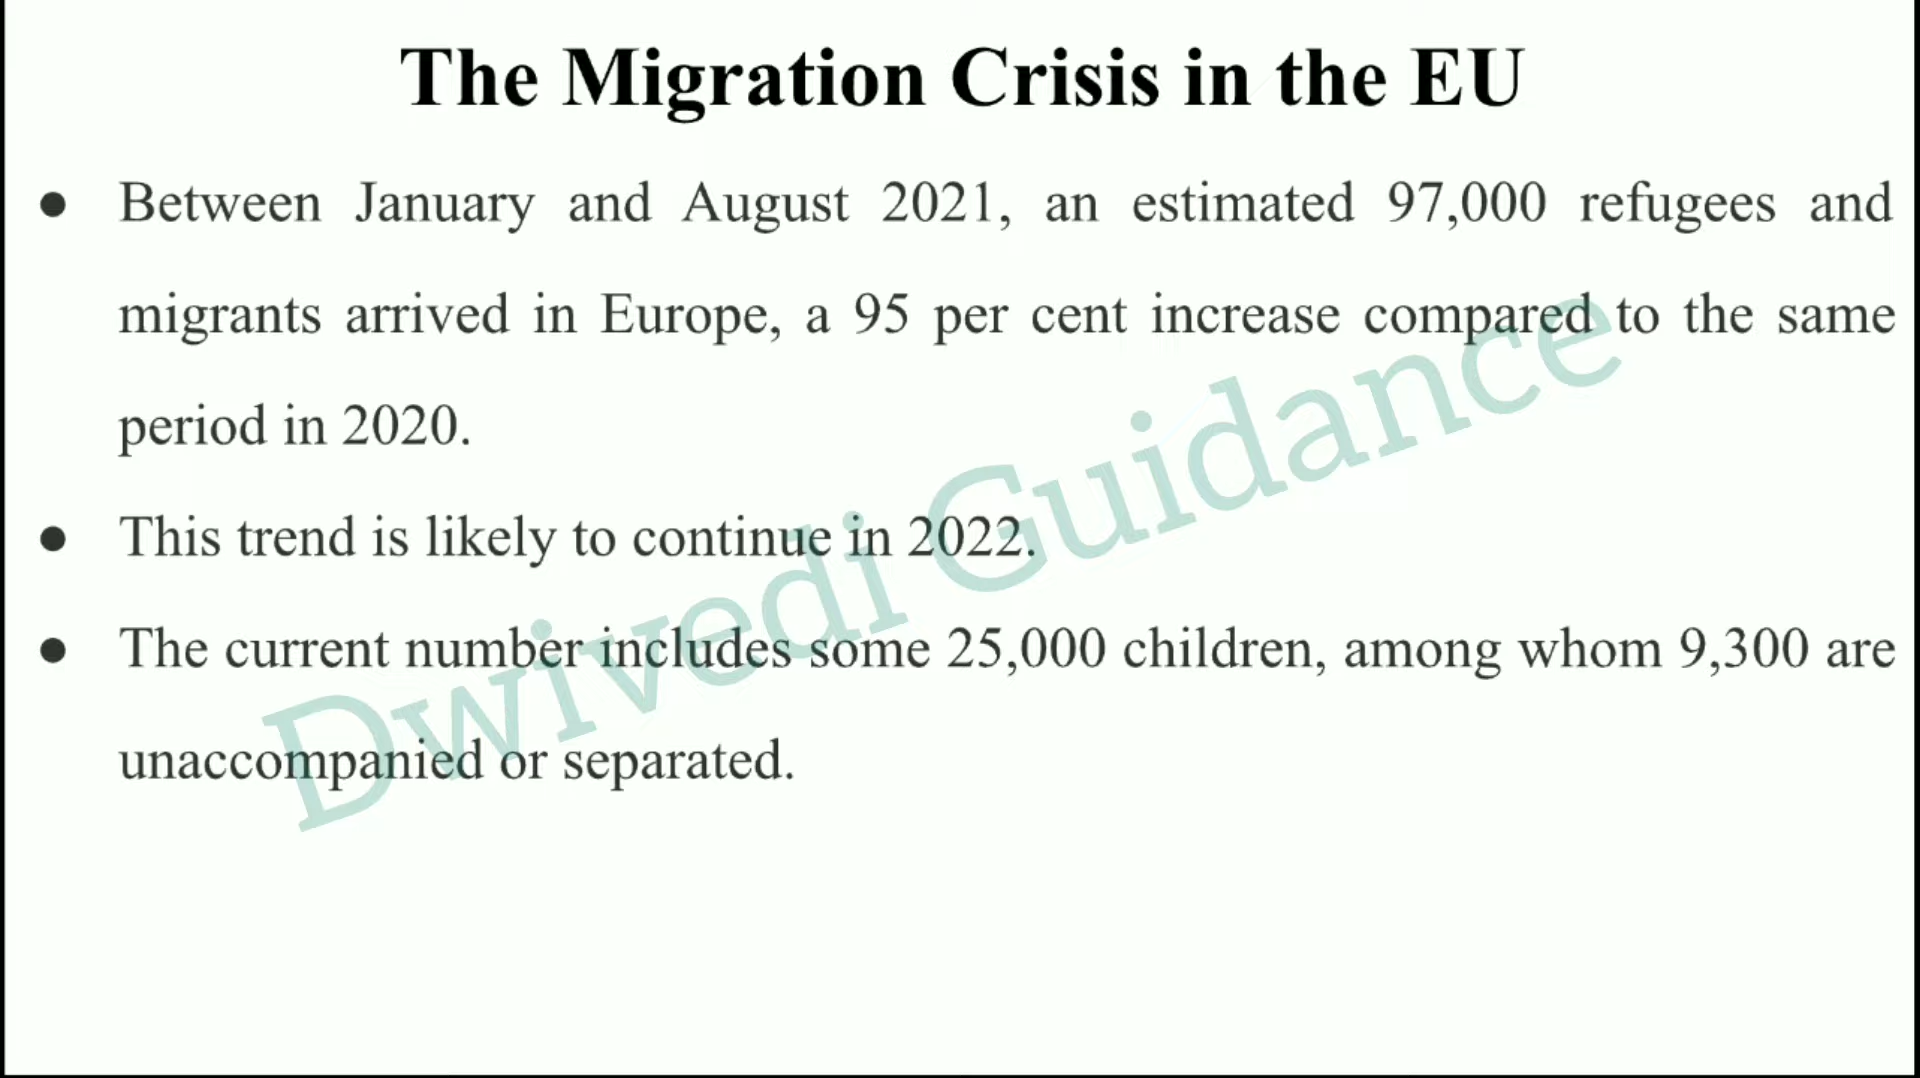 The Migration Crisis in the EU
● Between January and August 2021, an estimated 97,000 refugees and
migrants arrived in Europe, a 95 per cent increase compared to the same
period in 2020.
● This trend is likely to continue in 2022.
● The current number includes some 25,000 children, among whom 9,300 are
unaccompanied or separated.
Dwivedi Guidance